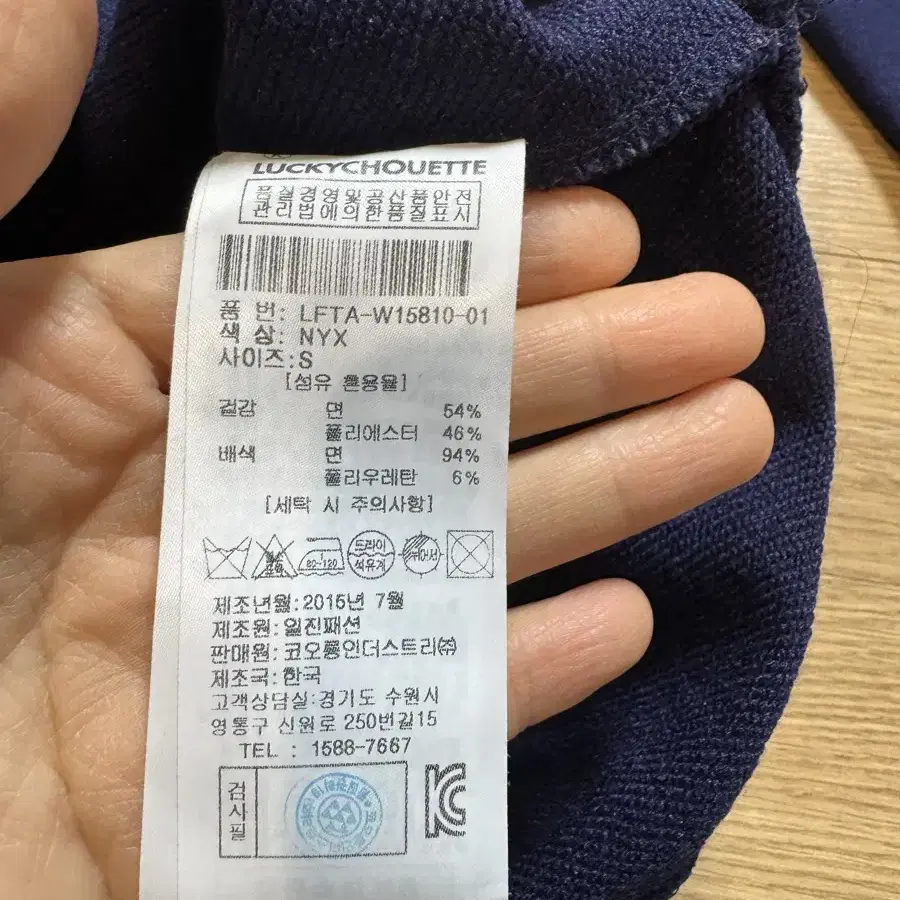 LUCKYCHOUETTE
품질경영및공산품안전
관리법에의한품질표시
품 번: LFTA-W15810-01
색 상: NYX
사이즈:S
[섬유 혼용율]
겉감 면 54%
폴리에스터 46%
배색 면 94%
폴리우레탄 6%
[세탁 시 주의사항]
80~120 드라이 석유계 뉘어서
제조년월:2015년 7월
제조원:일진패션
판매원:코오롱인더스트리㈜
제조국:한국
고객상담실:경기도 수원시
영통구 신원로 250번길15
TEL : 1588-7667
검사필